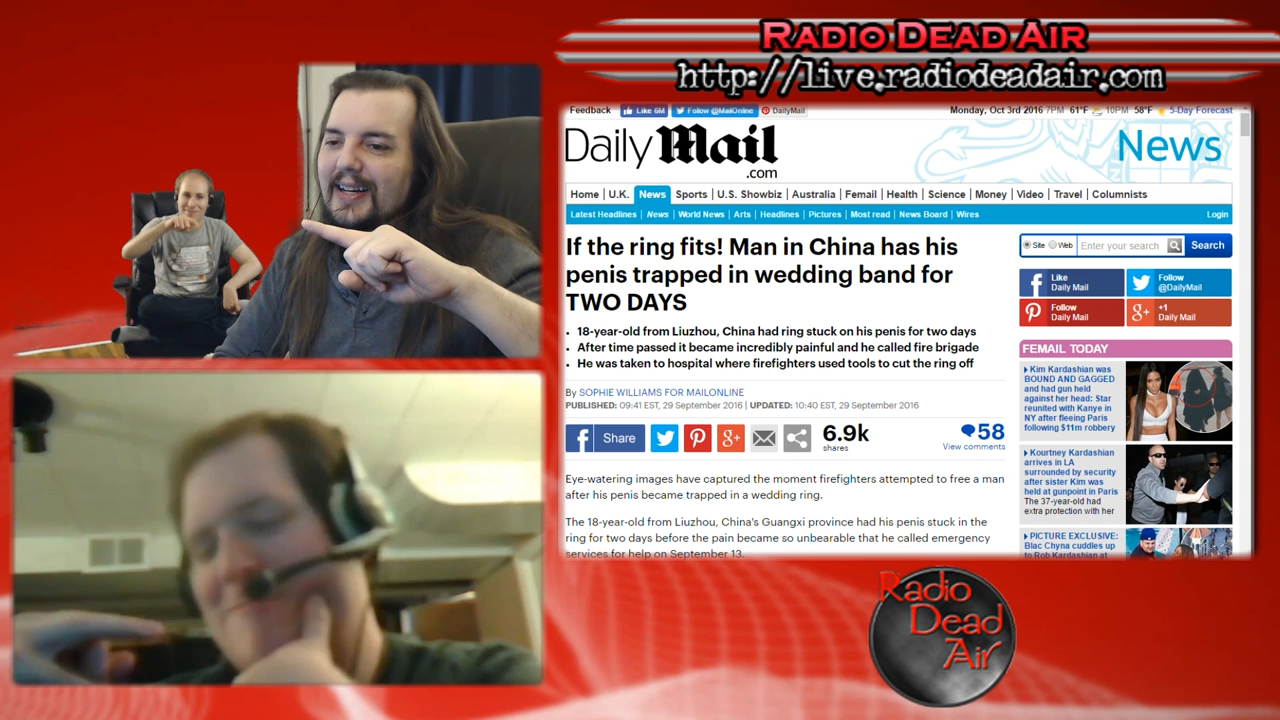 Radio Dead Air
http://live.radiodeadair.com
Feedback Like 6M Follow @MailOnline DailyMail Monday, Oct 3rd 2016 7PM 61°F 10PM 58°F 5-Day Forecast
Daily Mail
.com
News
Home U.K. News Sports U.S. Showbiz Australia Femail Health Science Money Video Travel Columnists
Latest Headlines News World News Arts Headlines Pictures Most read News Board Wires Login
If the ring fits! Man in China has his
penis trapped in wedding band for
TWO DAYS
18-year-old from Liuzhou, China had ring stuck on his penis for two days
After time passed it became incredibly painful and he called fire brigade
He was taken to hospital where firefighters used tools to cut the ring off
By SOPHIE WILLIAMS FOR MAILONLINE
PUBLISHED: 09:41 EST, 29 September 2016 | UPDATED: 10:40 EST, 29 September 2016
Share
6.9k
shares
58
View comments
Eye-watering images have captured the moment firefighters attempted to free a man
after his penis became trapped in a wedding ring.
The 18-year-old from Liuzhou, China's Guangxi province had his penis stuck in the
ring for two days before the pain became so unbearable that he called emergency
services for help on September 13.
Site Web Enter your search Search
Like
Daily Mail
Follow
@DailyMail
Follow
Daily Mail
+1
Daily Mail
FEMAIL TODAY
Kim Kardashian was
BOUND AND GAGGED
and had gun held
against her head: Star
reunited with Kanye in
NY after fleeing Paris
following $11m robbery
Kourtney Kardashian
arrives in LA
surrounded by security
after sister Kim was
held at gunpoint in Paris
The 37-year-old had
extra protection with her
PICTURE EXCLUSIVE:
Blac Chyna cuddles up
to Rob Kardashian at
Radio
Dead
Air